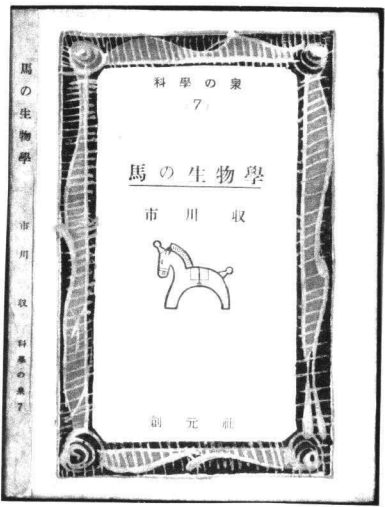 馬の生物學
市川 収
科學の泉 7
科學の泉
7
馬の生物學
市川 収
創元社